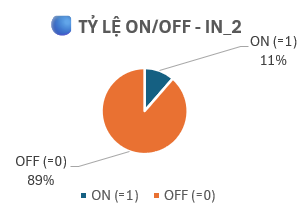 TỶ LỆ ON/OFF - IN_2
ON (=1)
11%
OFF (=0)
89%
ON (=1) OFF (=0)